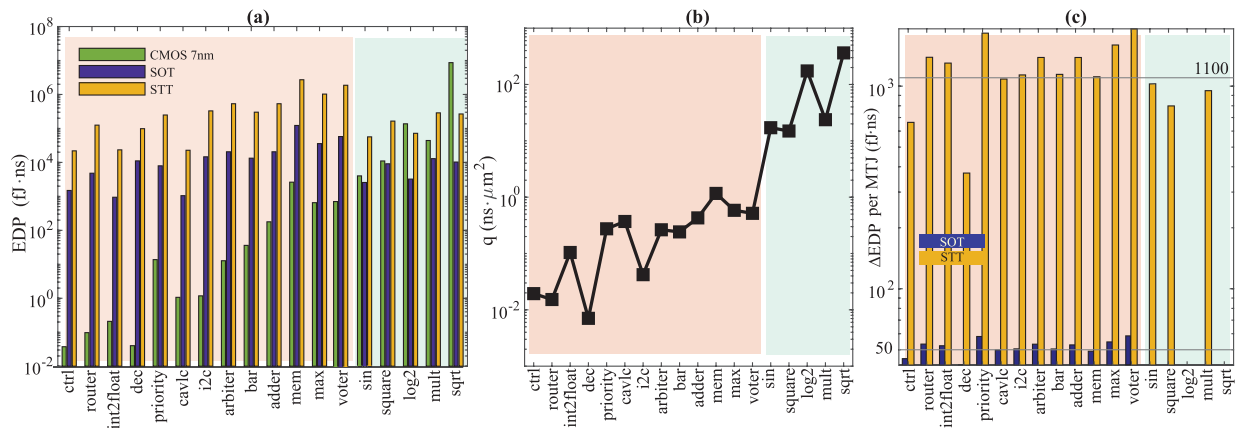 (a)
EDP (fJ·ns)
10^8
10^6
10^4
10^2
10^0
10^-2
CMOS 7nm
SOT
STT
ctrl
router
int2float
dec
priority
cavlc
i2c
arbiter
bar
adder
mem
max
voter
sin
square
log2
mult
sqrt
(b)
q (ns·μm^2)
10^2
10^0
10^-2
ctrl
router
int2float
dec
priority
cavlc
i2c
arbiter
bar
adder
mem
max
voter
sin
square
log2
mult
sqrt
(c)
ΔEDP per MTJ (fJ·ns)
10^3
10^2
50
1100
SOT
STT
ctrl
router
int2float
dec
priority
cavlc
i2c
arbiter
bar
adder
mem
max
voter
sin
square
log2
mult
sqrt